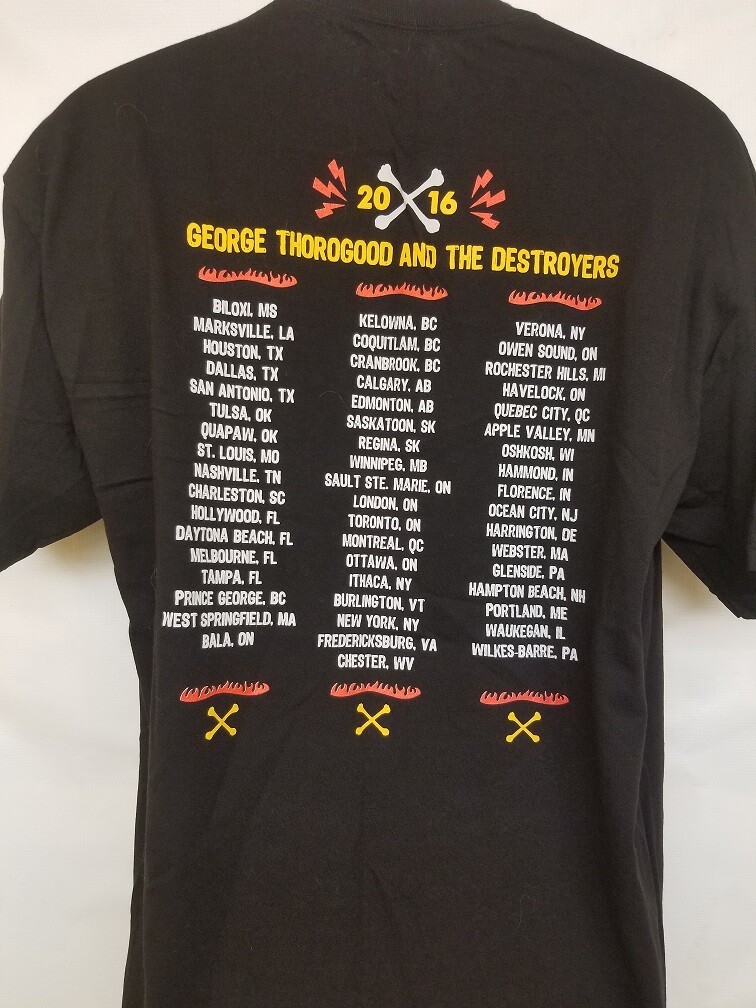 20 16
GEORGE THOROGOOD AND THE DESTROYERS
BILOXI, MS
MARKSVILLE, LA
HOUSTON, TX
DALLAS, TX
SAN ANTONIO, TX
TULSA, OK
QUAPAW, OK
ST. LOUIS, MO
NASHVILLE, TN
CHARLESTON, SC
HOLLYWOOD, FL
DAYTONA BEACH, FL
MELBOURNE, FL
TAMPA, FL
PRINCE GEORGE, BC
WEST SPRINGFIELD, MA
BALA, ON
KELOWNA, BC
COQUITLAM, BC
CRANBROOK, BC
CALGARY, AB
EDMONTON, AB
SASKATOON, SK
REGINA, SK
WINNIPEG, MB
SAULT STE. MARIE, ON
LONDON, ON
TORONTO, ON
MONTREAL, QC
OTTAWA, ON
ITHACA, NY
BURLINGTON, VT
NEW YORK, NY
FREDERICKSBURG, VA
CHESTER, WV
VERONA, NY
OWEN SOUND, ON
ROCHESTER HILLS, MI
HAVELOCK, ON
QUEBEC CITY, QC
APPLE VALLEY, MN
OSHKOSH, WI
HAMMOND, IN
FLORENCE, IN
OCEAN CITY, NJ
HARRINGTON, DE
WEBSTER, MA
GLENSIDE, PA
HAMPTON BEACH, NH
PORTLAND, ME
WAUKEGAN, IL
WILKES-BARRE, PA